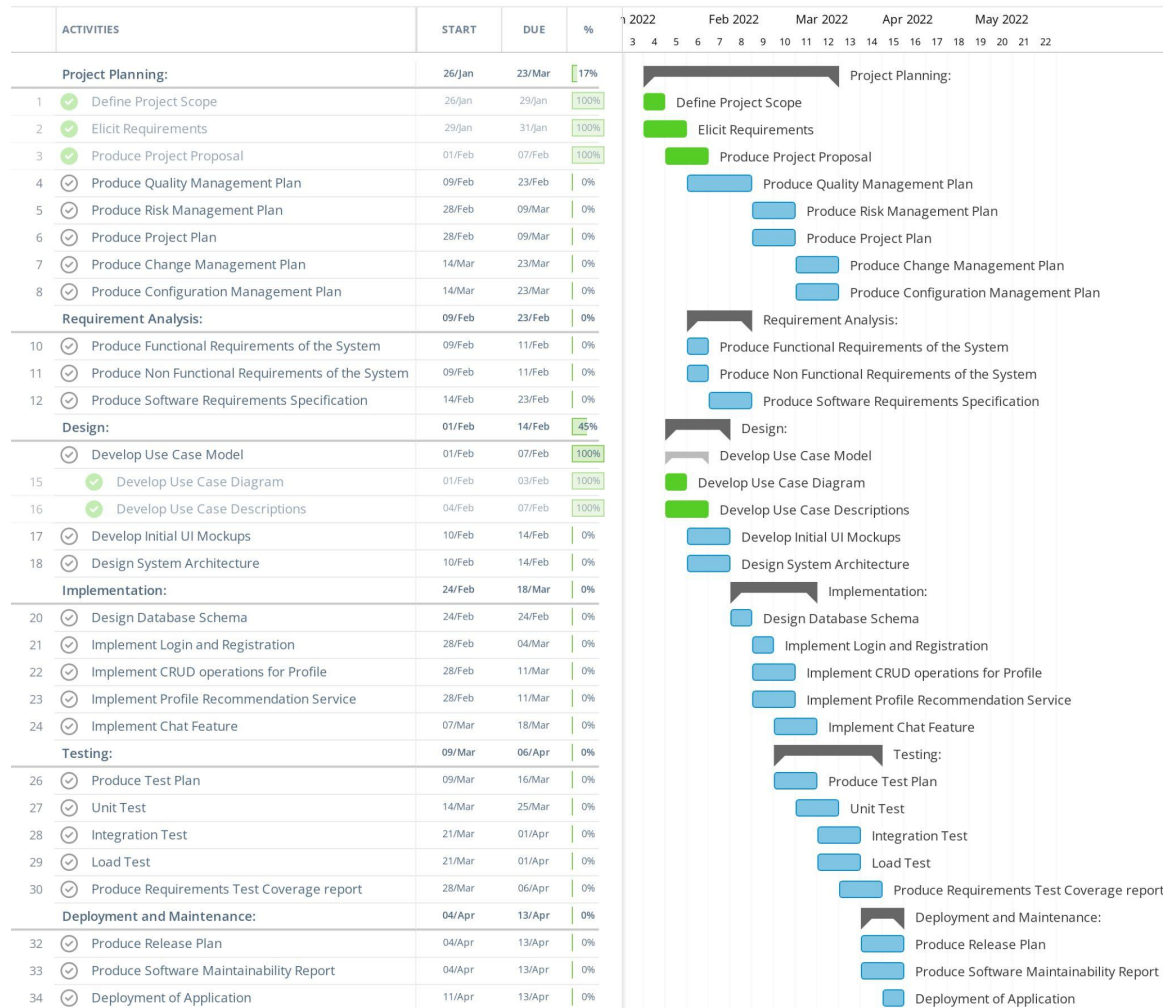 ACTIVITIES START DUE % n 2022 Feb 2022 Mar 2022 Apr 2022 May 2022
3 4 5 6 7 8 9 10 11 12 13 14 15 16 17 18 19 20 21 22
Project Planning: 26/Jan 23/Mar 17% Project Planning:
1 Define Project Scope 26/Jan 29/Jan 100% Define Project Scope
2 Elicit Requirements 29/Jan 31/Jan 100% Elicit Requirements
3 Produce Project Proposal 01/Feb 07/Feb 100% Produce Project Proposal
4 Produce Quality Management Plan 09/Feb 23/Feb 0% Produce Quality Management Plan
5 Produce Risk Management Plan 28/Feb 09/Mar 0% Produce Risk Management Plan
6 Produce Project Plan 28/Feb 09/Mar 0% Produce Project Plan
7 Produce Change Management Plan 14/Mar 23/Mar 0% Produce Change Management Plan
8 Produce Configuration Management Plan 14/Mar 23/Mar 0% Produce Configuration Management Plan
Requirement Analysis: 09/Feb 23/Feb 0% Requirement Analysis:
10 Produce Functional Requirements of the System 09/Feb 11/Feb 0% Produce Functional Requirements of the System
11 Produce Non Functional Requirements of the System 09/Feb 11/Feb 0% Produce Non Functional Requirements of the System
12 Produce Software Requirements Specification 14/Feb 23/Feb 0% Produce Software Requirements Specification
Design: 01/Feb 14/Feb 45% Design:
Develop Use Case Model 01/Feb 07/Feb 100% Develop Use Case Model
15 Develop Use Case Diagram 01/Feb 03/Feb 100% Develop Use Case Diagram
16 Develop Use Case Descriptions 04/Feb 07/Feb 100% Develop Use Case Descriptions
17 Develop Initial UI Mockups 10/Feb 14/Feb 0% Develop Initial UI Mockups
18 Design System Architecture 10/Feb 14/Feb 0% Design System Architecture
Implementation: 24/Feb 18/Mar 0% Implementation:
20 Design Database Schema 24/Feb 24/Feb 0% Design Database Schema
21 Implement Login and Registration 28/Feb 04/Mar 0% Implement Login and Registration
22 Implement CRUD operations for Profile 28/Feb 11/Mar 0% Implement CRUD operations for Profile
23 Implement Profile Recommendation Service 28/Feb 11/Mar 0% Implement Profile Recommendation Service
24 Implement Chat Feature 07/Mar 18/Mar 0% Implement Chat Feature
Testing: 09/Mar 06/Apr 0% Testing:
26 Produce Test Plan 09/Mar 16/Mar 0% Produce Test Plan
27 Unit Test 14/Mar 25/Mar 0% Unit Test
28 Integration Test 21/Mar 01/Apr 0% Integration Test
29 Load Test 21/Mar 01/Apr 0% Load Test
30 Produce Requirements Test Coverage report 28/Mar 06/Apr 0% Produce Requirements Test Coverage report
Deployment and Maintenance: 04/Apr 13/Apr 0% Deployment and Maintenance:
32 Produce Release Plan 04/Apr 13/Apr 0% Produce Release Plan
33 Produce Software Maintainability Report 04/Apr 13/Apr 0% Produce Software Maintainability Report
34 Deployment of Application 11/Apr 13/Apr 0% Deployment of Application